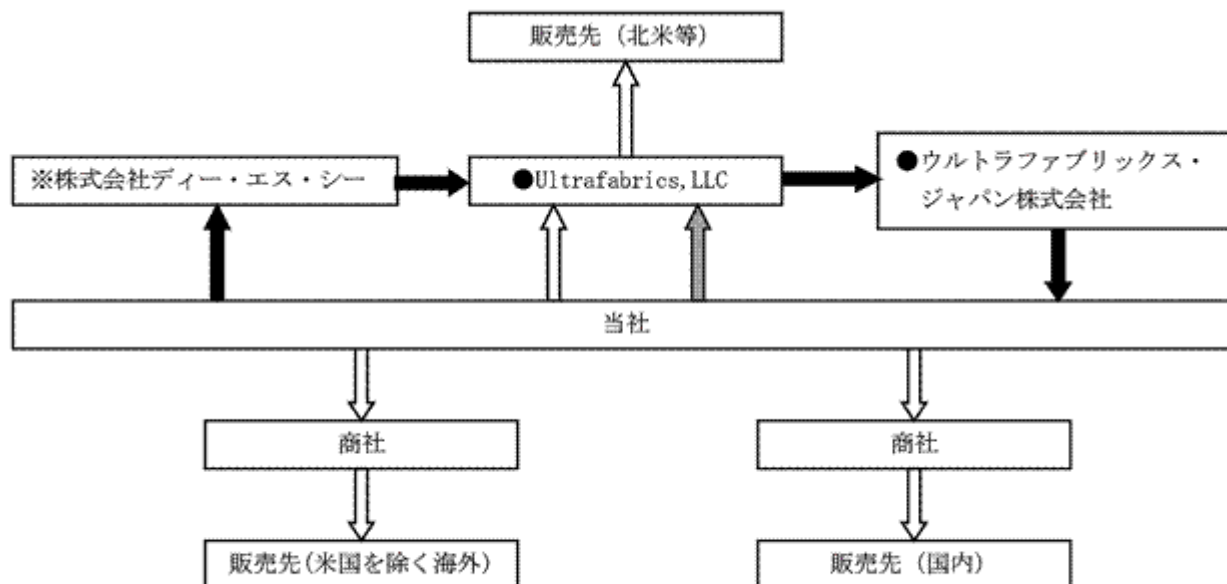 販売先（北米等）
※株式会社ディー・エス・シー
●Ultrafabrics,LLC
●ウルトラファブリックス・
ジャパン株式会社
当社
商社
商社
販売先(米国を除く海外)
販売先（国内）